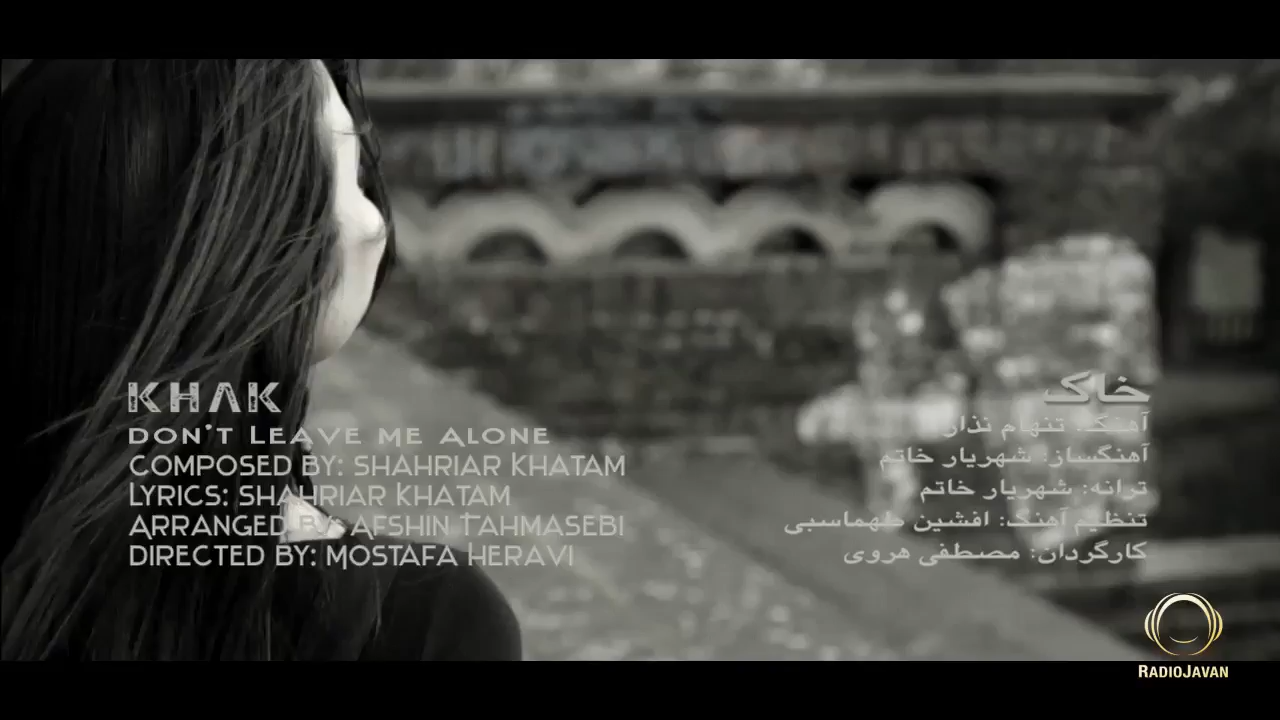 KHAK
DON'T LEAVE ME ALONE
COMPOSED BY: SHAHRIAR KHATAM
LYRICS: SHAHRIAR KHATAM
ARRANGED BY: AFSHIN TAHMASEBI
DIRECTED BY: MOSTAFA HERAVI
خاک
آهنگ: تنهام نذار
آهنگساز: شهریار خاتم
ترانه: شهریار خاتم
تنظیم آهنگ: افشین طهماسبی
کارگردان: مصطفی هروی
RADIOJAVAN